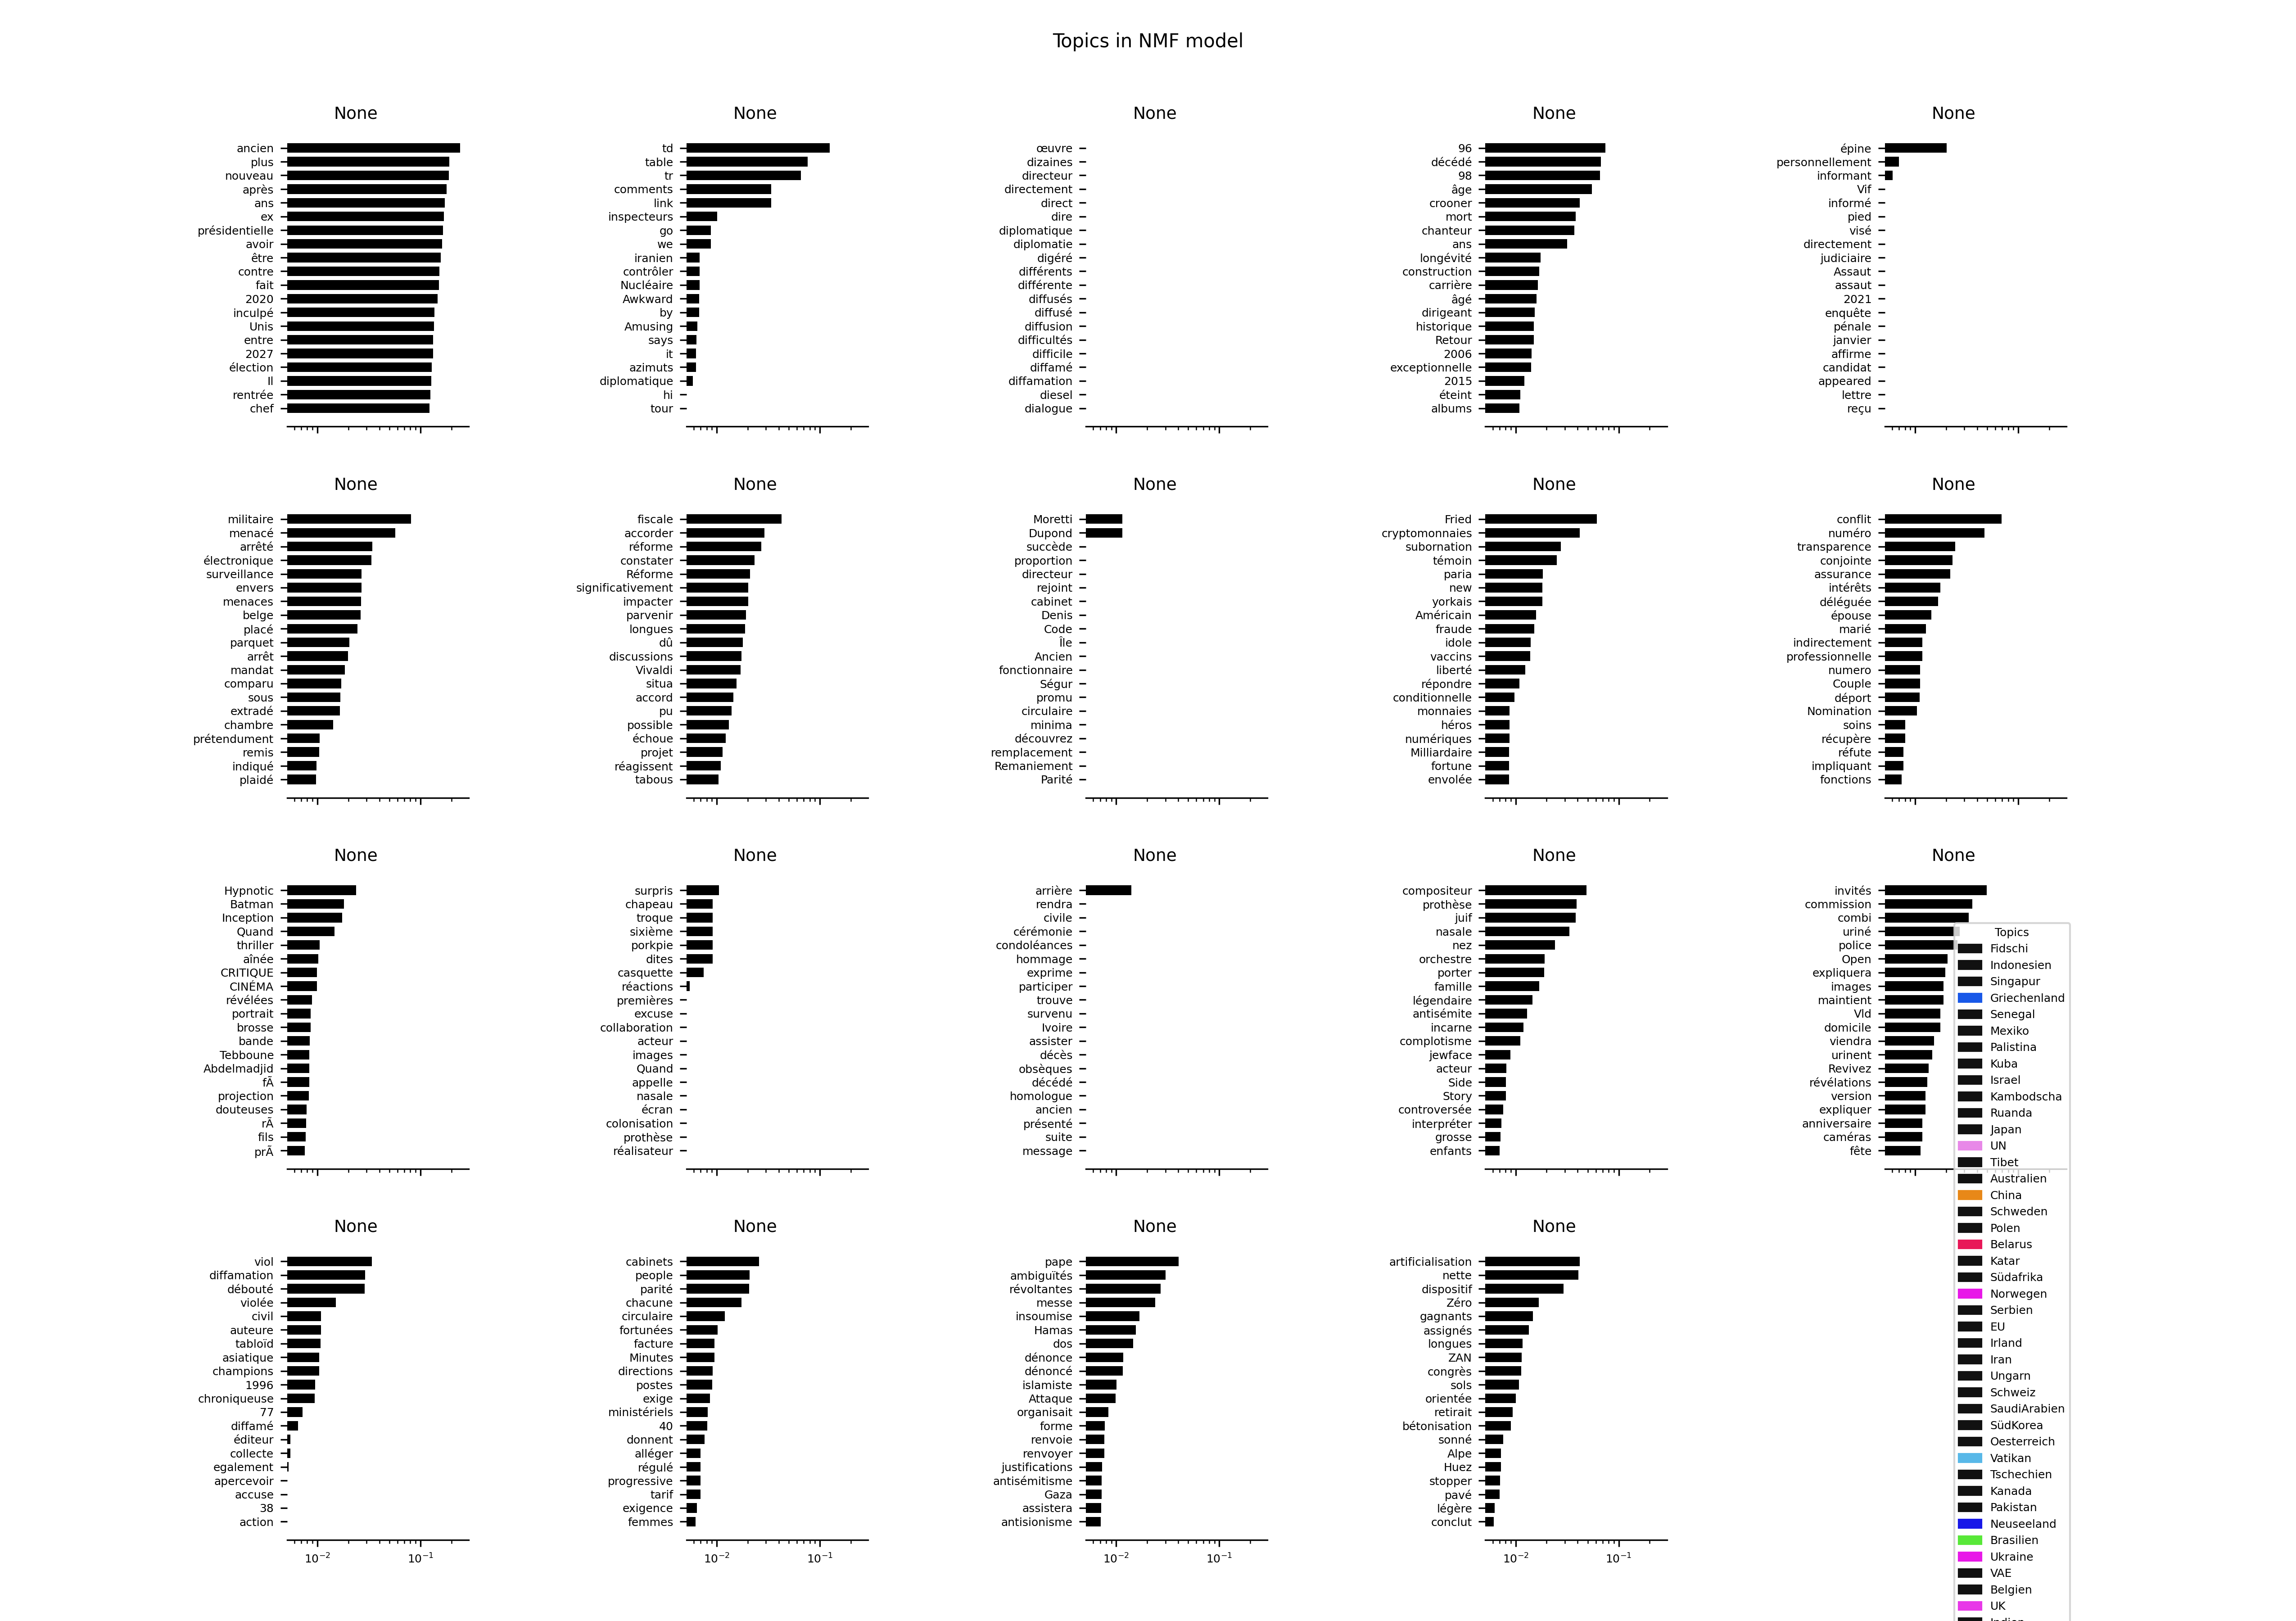 Topics in NMF model
None
ancien
plus
nouveau
après
ans
ex
présidentielle
avoir
être
contre
fait
2020
inculpé
Unis
entre
2027
élection
Il
rentrée
chef
None
td
table
tr
comments
link
inspecteurs
go
we
iranien
contrôler
Nucléaire
Awkward
by
Amusing
says
it
azimuts
diplomatique
hi
tour
None
œuvre
dizaines
directeur
directement
direct
dire
diplomatique
diplomatie
digéré
différents
différente
diffusés
diffusé
diffusion
difficultés
difficile
diffamé
diffamation
diesel
dialogue
None
96
décédé
98
âge
crooner
mort
chanteur
ans
longévité
construction
carrière
âgé
dirigeant
historique
Retour
2006
exceptionnelle
2015
éteint
albums
None
épine
personnellement
informant
Vif
informé
pied
visé
directement
judiciaire
Assaut
assaut
2021
enquête
pénale
janvier
affirme
candidat
appeared
lettre
reçu
None
militaire
menacé
arrêté
électronique
surveillance
envers
menaces
belge
placé
parquet
arrêt
mandat
comparu
sous
extradé
chambre
prétendument
remis
indiqué
plaidé
None
fiscale
accorder
réforme
constater
Réforme
significativement
impacter
parvenir
longues
dû
discussions
Vivaldi
situa
accord
pu
possible
échoue
projet
réagissent
tabous
None
Moretti
Dupond
succède
proportion
directeur
rejoint
cabinet
Denis
Code
Île
Ancien
fonctionnaire
Ségur
promu
circulaire
minima
découvrez
remplacement
Remaniement
Parité
None
Fried
cryptomonnaies
subornation
témoin
paria
new
yorkais
Américain
fraude
idole
vaccins
liberté
répondre
conditionnelle
monnaies
héros
numériques
Milliardaire
fortune
envolée
None
conflit
numéro
transparence
conjointe
assurance
intérêts
déléguée
épouse
marié
indirectement
professionnelle
numero
Couple
déport
Nomination
soins
récupère
réfute
impliquant
fonctions
None
Hypnotic
Batman
Inception
Quand
thriller
aînée
CRITIQUE
CINÉMA
révélées
portrait
brosse
bande
Tebboune
Abdelmadjid
fÃ
projection
douteuses
rÃ
fils
prÃ
None
surpris
chapeau
troque
sixième
porkpie
dites
casquette
réactions
premières
excuse
collaboration
acteur
images
Quand
appelle
nasale
écran
colonisation
prothèse
réalisateur
None
arrière
rendra
civile
cérémonie
condoléances
hommage
exprime
participer
trouve
survenu
Ivoire
assister
décès
obsèques
décédé
homologue
ancien
présenté
suite
message
None
compositeur
prothèse
juif
nasale
nez
orchestre
porter
famille
légendaire
antisémite
incarne
complotisme
jewface
acteur
Side
Story
controversée
interpréter
grosse
enfants
None
invités
commission
combi
uriné
police
Open
expliquera
images
maintient
Vld
domicile
viendra
urinent
Revivez
révélations
version
expliquer
anniversaire
caméras
fête
None
viol
diffamation
débouté
violée
civil
auteure
tabloïd
asiatique
champions
1996
chroniqueuse
77
diffamé
éditeur
collecte
egalement
apercevoir
accuse
38
action
10⁻² 10⁻¹
None
cabinets
people
parité
chacune
circulaire
fortunées
facture
Minutes
directions
postes
exige
ministériels
40
donnent
alléger
régulé
progressive
tarif
exigence
femmes
10⁻² 10⁻¹
None
pape
ambiguïtés
révoltantes
messe
insoumise
Hamas
dos
dénonce
dénoncé
islamiste
Attaque
organisait
forme
renvoie
renvoyer
justifications
antisémitisme
Gaza
assistera
antisionisme
10⁻² 10⁻¹
None
artificialisation
nette
dispositif
Zéro
gagnants
assignés
longues
ZAN
congrès
sols
orientée
retirait
bétonisation
sonné
Alpe
Huez
stopper
pavé
légère
conclut
10⁻² 10⁻¹
Topics
Fidschi
Indonesien
Singapur
Griechenland
Senegal
Mexiko
Palistina
Kuba
Israel
Kambodscha
Ruanda
Japan
UN
Tibet
Australien
China
Schweden
Polen
Belarus
Katar
Südafrika
Norwegen
Serbien
EU
Irland
Iran
Ungarn
Schweiz
SaudiArabien
SüdKorea
Oesterreich
Vatikan
Tschechien
Kanada
Pakistan
Neuseeland
Brasilien
Ukraine
VAE
Belgien
UK